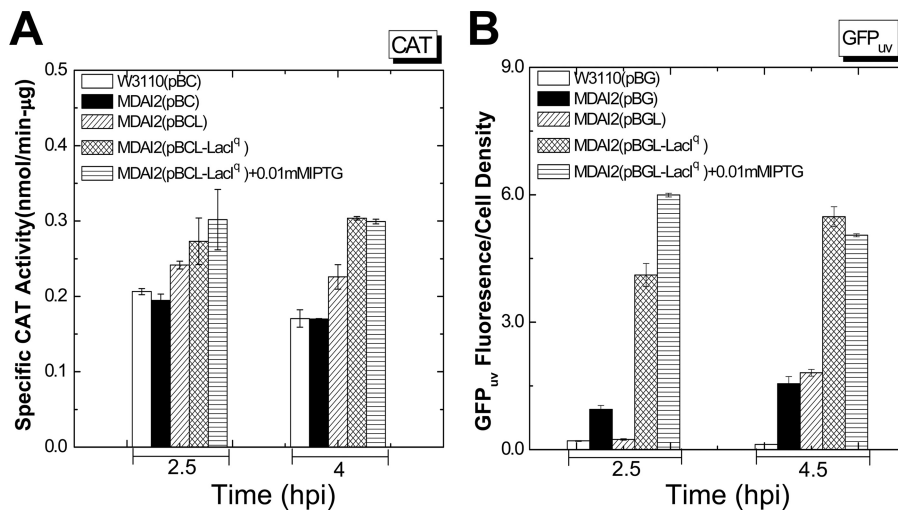 A
CAT
Specific CAT Activity(nmol/min-µg)
0.5
0.4
0.3
0.2
0.1
0.0
W3110(pBC)
MDAI2(pBC)
MDAI2(pBCL)
MDAI2(pBCL-LacIq )
MDAI2(pBCL-LacIq )+0.01mMIPTG
2.5
4
Time (hpi)
B
GFPuv
GFPuv Fluoresence/Cell Density
9.0
6.0
3.0
0.0
W3110(pBG)
MDAI2(pBG)
MDAI2(pBGL)
MDAI2(pBGL-LacIq )
MDAI2(pBGL-LacIq )+0.01mMIPTG
2.5
4.5
Time (hpi)